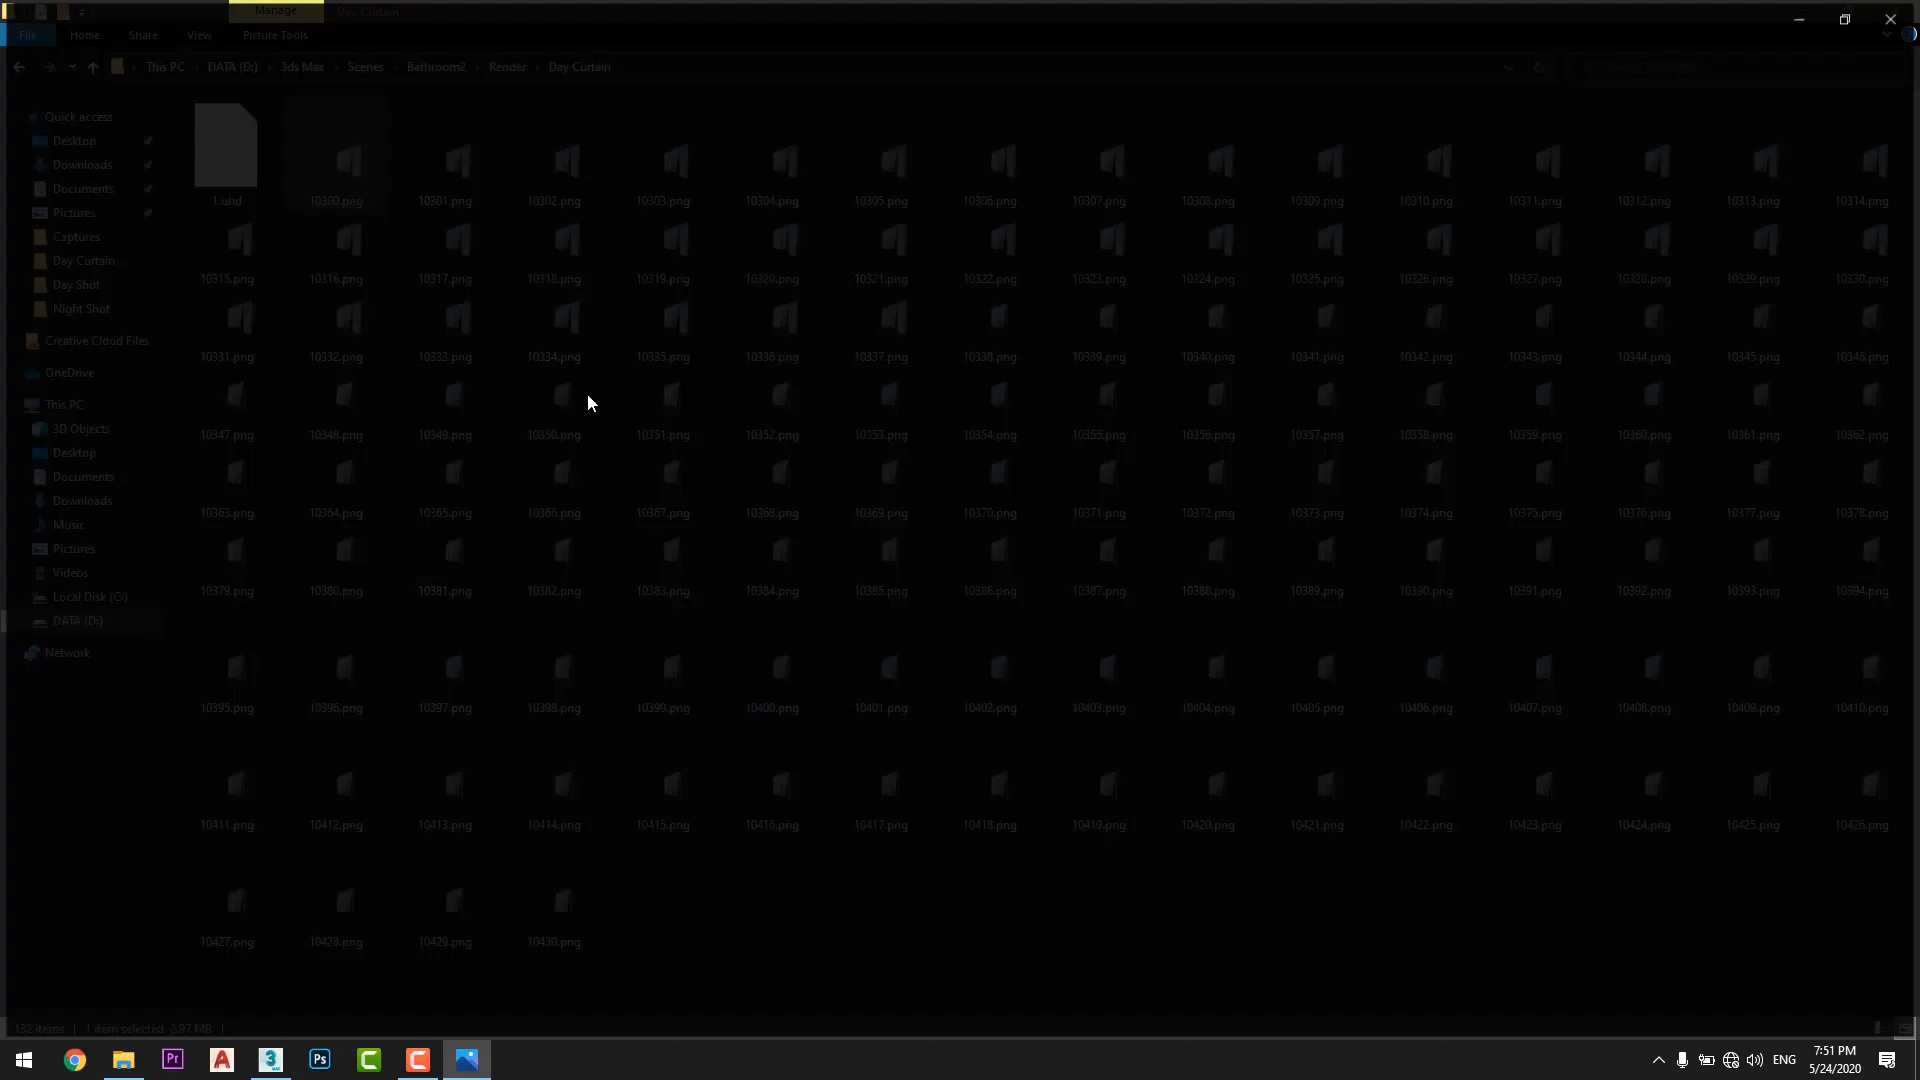 Manage Day Curtain
File Home Share View Picture Tools
This PC DATA (D:) 3ds Max Scenes Bathroom2 Render Day Curtain
Quick access
Desktop
Downloads
Documents
Pictures
Captures
Day Curtain
Day Shot
Night Shot
Creative Cloud Files
OneDrive
This PC
3D Objects
Desktop
Documents
Downloads
Music
Pictures
Videos
Local Disk (C:)
DATA (D:)
Network
1.uhd 10300.png 10301.png 10302.png 10303.png 10304.png 10305.png 10306.png 10307.png 10308.png 10309.png 10310.png 10311.png 10312.png 10313.png 10314.png
10315.png 10316.png 10317.png 10318.png 10319.png 10320.png 10321.png 10322.png 10323.png 10324.png 10325.png 10326.png 10327.png 10328.png 10329.png 10330.png
10331.png 10332.png 10333.png 10334.png 10335.png 10336.png 10337.png 10338.png 10339.png 10340.png 10341.png 10342.png 10343.png 10344.png 10345.png 10346.png
10347.png 10348.png 10349.png 10350.png 10351.png 10352.png 10353.png 10354.png 10355.png 10356.png 10357.png 10358.png 10359.png 10360.png 10361.png 10362.png
10363.png 10364.png 10365.png 10366.png 10367.png 10368.png 10369.png 10370.png 10371.png 10372.png 10373.png 10374.png 10375.png 10376.png 10377.png 10378.png
10379.png 10380.png 10381.png 10382.png 10383.png 10384.png 10385.png 10386.png 10387.png 10388.png 10389.png 10390.png 10391.png 10392.png 10393.png 10394.png
10395.png 10396.png 10397.png 10398.png 10399.png 10400.png 10401.png 10402.png 10403.png 10404.png 10405.png 10406.png 10407.png 10408.png 10409.png 10410.png
10411.png 10412.png 10413.png 10414.png 10415.png 10416.png 10417.png 10418.png 10419.png 10420.png 10421.png 10422.png 10423.png 10424.png 10425.png 10426.png
10427.png 10428.png 10429.png 10430.png
132 items 1 item selected 2.97 MB
Pr A 3 MAX Ps C C ENG 7:51 PM
5/24/2020